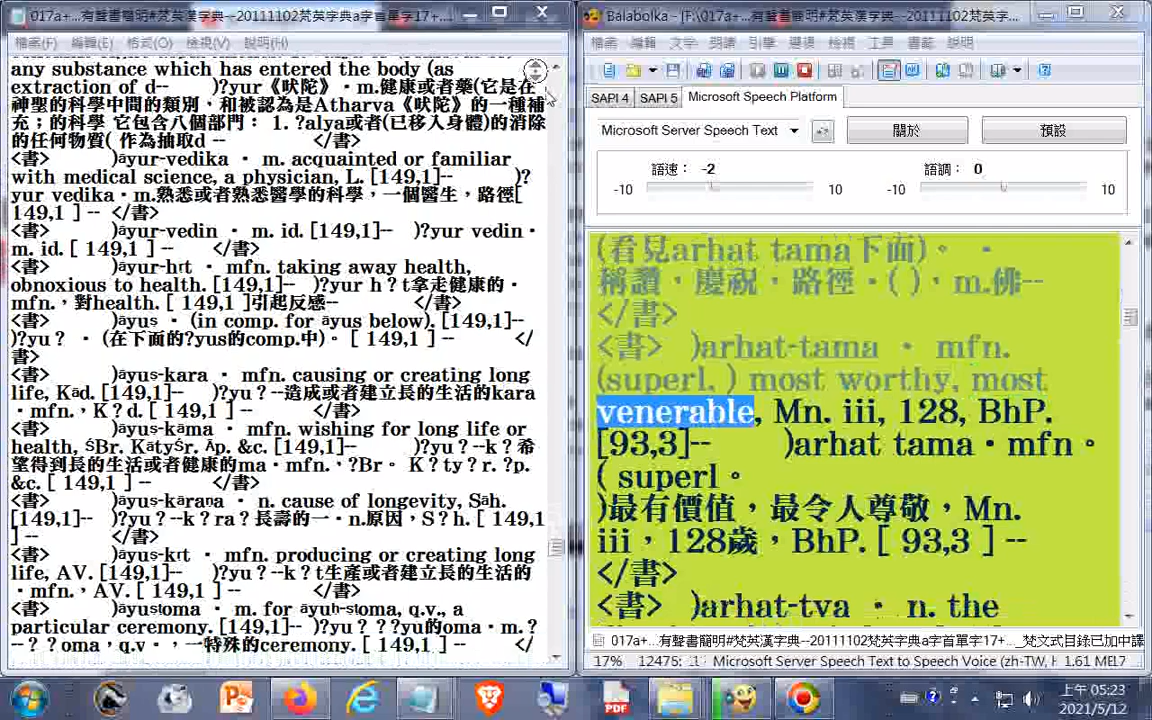 017a+...有聲書簡明#梵英漢字典--20111102梵英字典a字首單字17+...
檔案(F) 編輯(E) 格式(O) 檢視(V) 說明(H)
any substance which has entered the body (as
extraction of d-- )?yur《吠陀》・m.健康或者藥(它是在
神聖的科學中間的類別，和被認為是Atharva《吠陀》的一種補
充；的科學 它包含八個部門： 1. ?alya或者(已移入身體)的消除
的任何物質( 作為抽取d -- </書>
<書> )āyur-vedika ・ m. acquainted or familiar
with medical science, a physician, L. [149,1]-- )?
yur vedika・m.熟悉或者熟悉醫學的科學，一個醫生，路徑[
149,1 ] -- </書>
<書> )āyur-vedin ・ m. id. [149,1]-- )?yur vedin・
m. id. [ 149,1 ] -- </書>
<書> )āyur-hṛt ・ mfn. taking away health,
obnoxious to health. [149,1]-- )?yur h？t拿走健康的・
mfn.，對health. [ 149,1 ]引起反感-- </書>
<書> )āyuṣ ・ (in comp. for āyus below). [149,1]--
)?yu？ ・ (在下面的?yus的comp.中)。[ 149,1 ] -- </
書>
<書> )āyuṣ-kara ・ mfn. causing or creating long
life, Kād. [149,1]-- )?yu？--造成或者建立長的生活的kara
・mfn.，K？d. [ 149,1 ] -- </書>
<書> )āyuṣ-kāma ・ mfn. wishing for long life or
health, ŚBr. KātyŚr. Āp. &c. [149,1]-- )?yu？--k？希
望得到長的生活或者健康的ma・mfn.，?Br。 K？ty？r. ?p.
&c. [ 149,1 ] -- </書>
<書> )āyuṣ-kāraṇa ・ n. cause of longevity, Sāh.
[149,1]-- )?yu？--k？ra？長壽的一・n.原因，S？h. [ 149,1
] -- </書>
<書> )āyuṣ-kṛt ・ mfn. producing or creating long
life, AV. [149,1]-- )?yu？--k？t生產或者建立長的生活的
・mfn.，AV. [ 149,1 ] -- </書>
<書> )āyuṣṭoma ・ m. for āyuḥ-ṣṭoma, q.v., a
particular ceremony. [149,1]-- )?yu？？?yu的oma・m.？
--？？oma，q.v・，一特殊的ceremony. [ 149,1 ] -- </
Balabolka - [F:\017a+...有聲書簡明#梵英漢字典--20111102梵英字...
檔案 編輯 文字 朗讀 引擎 選項 檢視 工具 書籤 說明
SAPI 4 SAPI 5 Microsoft Speech Platform
Microsoft Server Speech Text 關於 預設
語速： -2 語調： 0
-10 10 -10 10
(看見arhat tama下面)。 ・
稱讚，慶祝，路徑・( )，m.佛--
</書>
<書> )arhat-tama ・ mfn.
(superl. ) most worthy, most
venerable, Mn. iii, 128, BhP.
[93,3]-- )arhat tama・mfn。
( superl。
)最有價值，最令人尊敬，Mn.
iii，128歲，BhP. [ 93,3 ] --
</書>
<書> )arhat-tva ・ n. the
017a+...有聲書簡明#梵英漢字典--20111102梵英字典a字首單字17+..._梵文式目錄已加中譯
17% 12475: Microsoft Server Speech Text to Speech Voice (zh-TW, H 1.61 MB
上午 05:23
2021/5/12